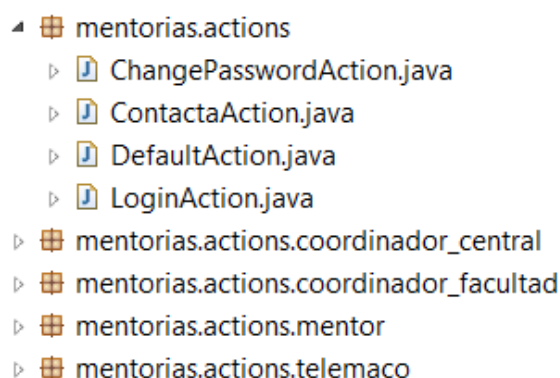 mentorias.actions
ChangePasswordAction.java
ContactaAction.java
DefaultAction.java
LoginAction.java
mentorias.actions.coordinador_central
mentorias.actions.coordinador_facultad
mentorias.actions.mentor
mentorias.actions.telemaco